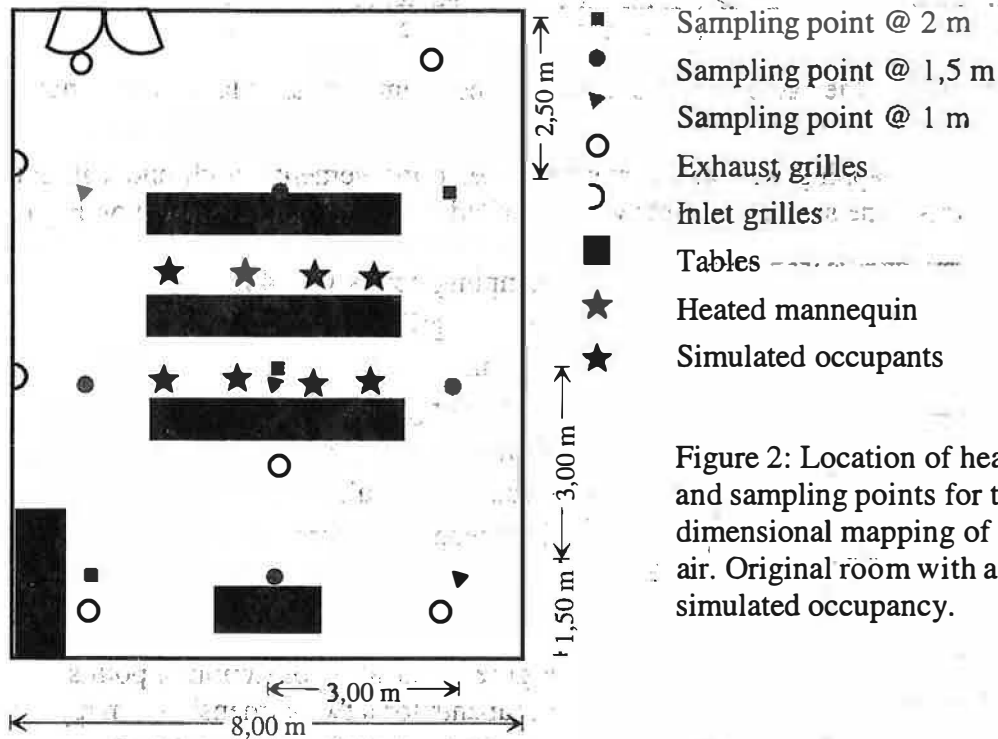 Sampling point @ 2 m
Sampling point @ 1,5 m
Sampling point @ 1 m
Exhaust grilles
Inlet grilles
Tables
Heated mannequin
Simulated occupants
2,50 m
3,00 m
1,50 m
3,00 m
8,00 m
Figure 2: Location of hea
and sampling points for t
dimensional mapping of
air. Original room with a
simulated occupancy.